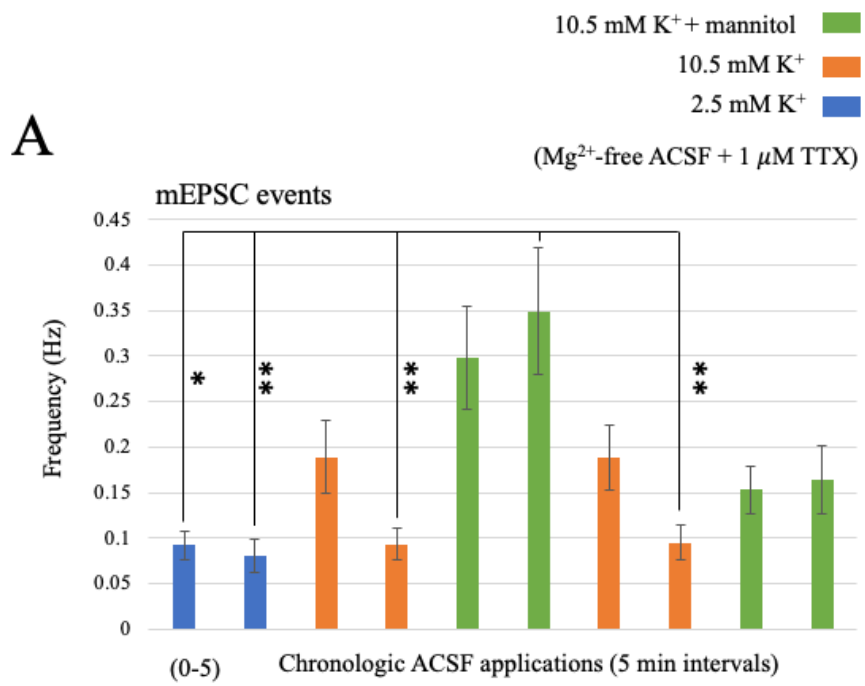 10.5 mM K⁺ + mannitol
10.5 mM K⁺
2.5 mM K⁺
A
(Mg²⁺-free ACSF + 1 μM TTX)
mEPSC events
0.45
0.4
0.35
0.3
0.25
0.2
0.15
0.1
0.05
0
Frequency (Hz)
*
**
**
**
(0-5)
Chronologic ACSF applications (5 min intervals)